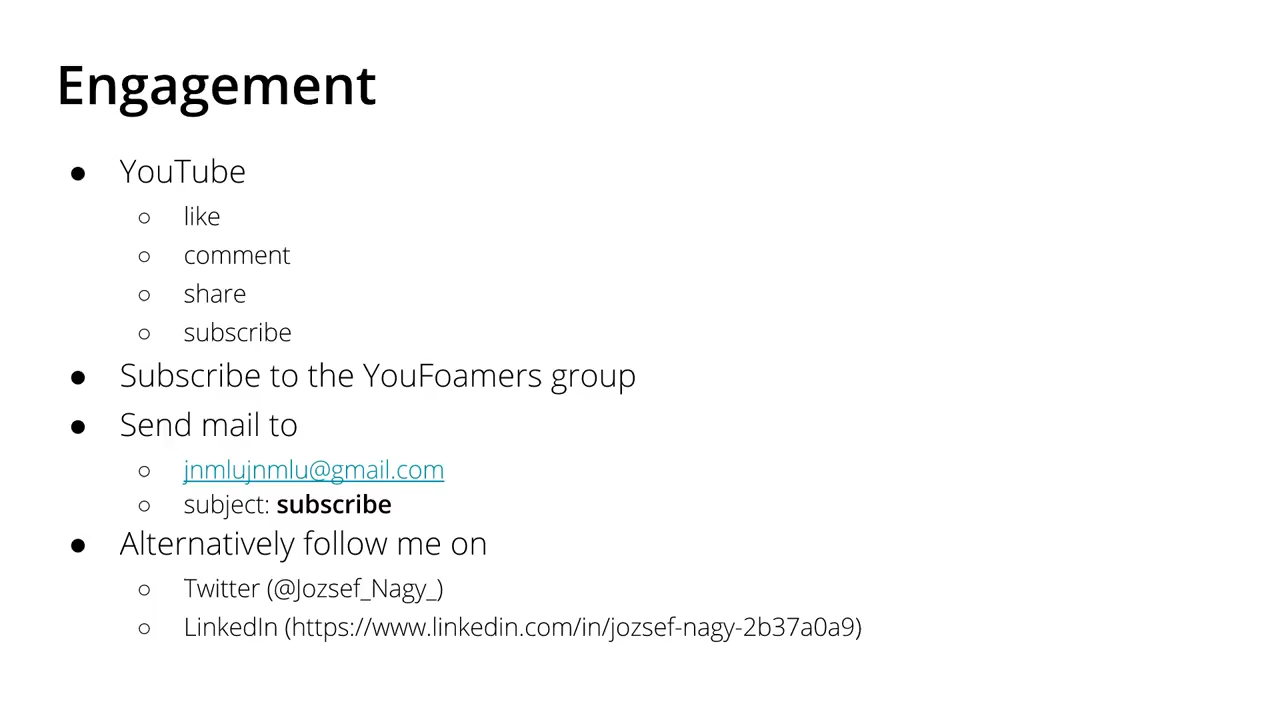 Engagement
● YouTube
○ like
○ comment
○ share
○ subscribe
● Subscribe to the YouFoamers group
● Send mail to
○ jnmlujnmlu@gmail.com
○ subject: subscribe
● Alternatively follow me on
○ Twitter (@Jozsef_Nagy_)
○ LinkedIn (https://www.linkedin.com/in/jozsef-nagy-2b37a0a9)